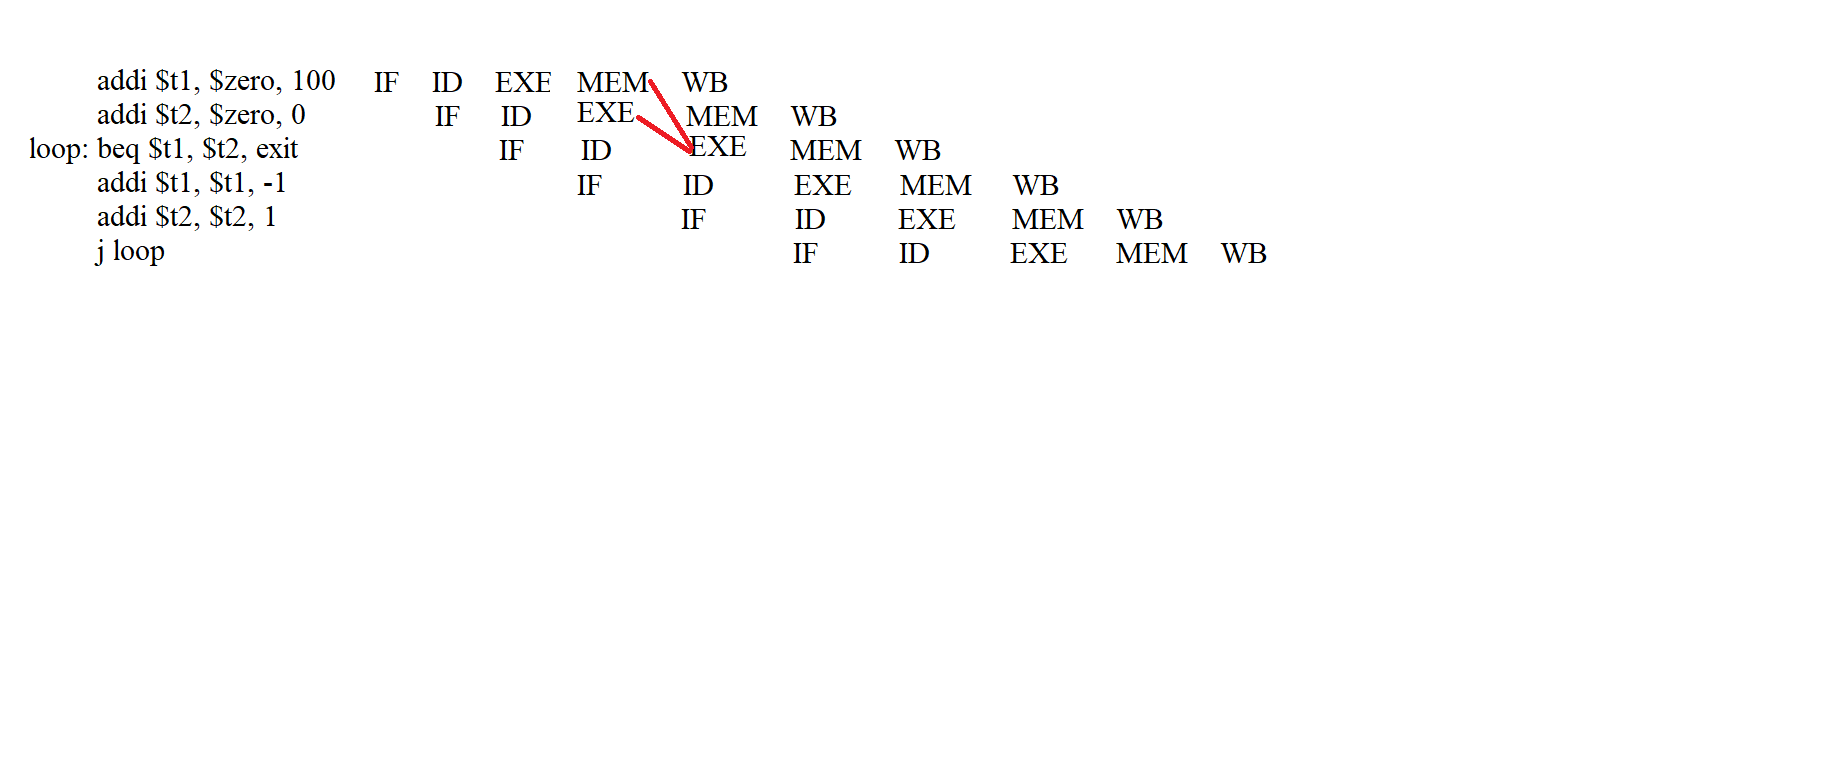 addi $t1, $zero, 100 IF ID EXE MEM WB
addi $t2, $zero, 0 IF ID EXE MEM WB
loop: beq $t1, $t2, exit IF ID EXE MEM WB
addi $t1, $t1, -1 IF ID EXE MEM WB
addi $t2, $t2, 1 IF ID EXE MEM WB
j loop IF ID EXE MEM WB